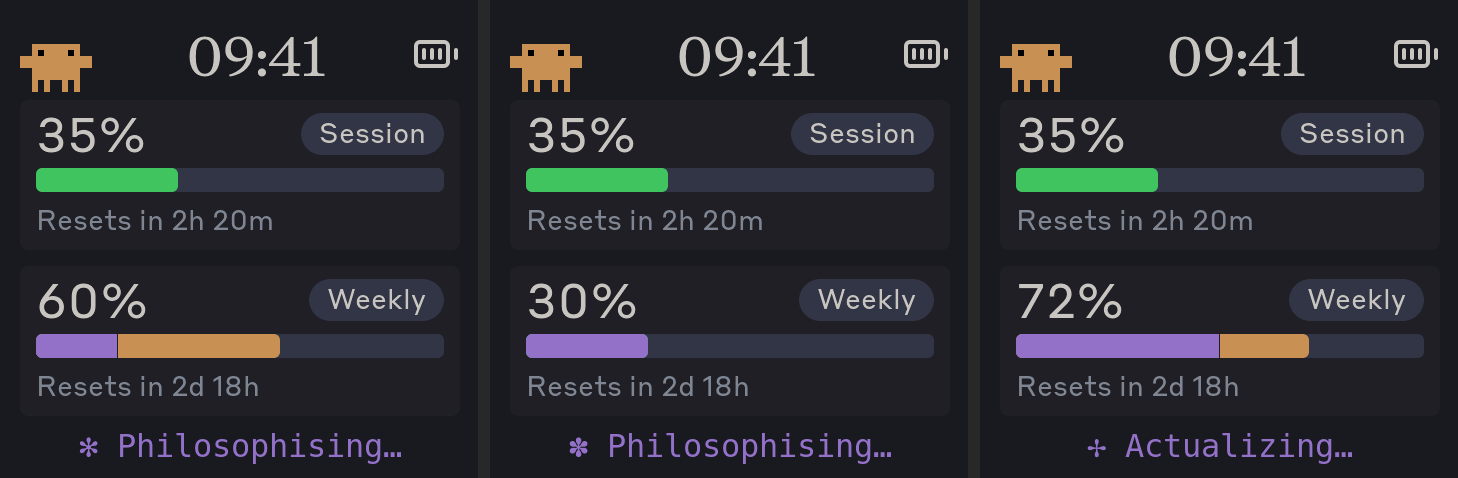 09:41
35% Session
Resets in 2h 20m
60% Weekly
Resets in 2d 18h
✻ Philosophising…
09:41
35% Session
Resets in 2h 20m
30% Weekly
Resets in 2d 18h
✽ Philosophising…
09:41
35% Session
Resets in 2h 20m
72% Weekly
Resets in 2d 18h
✢ Actualizing…